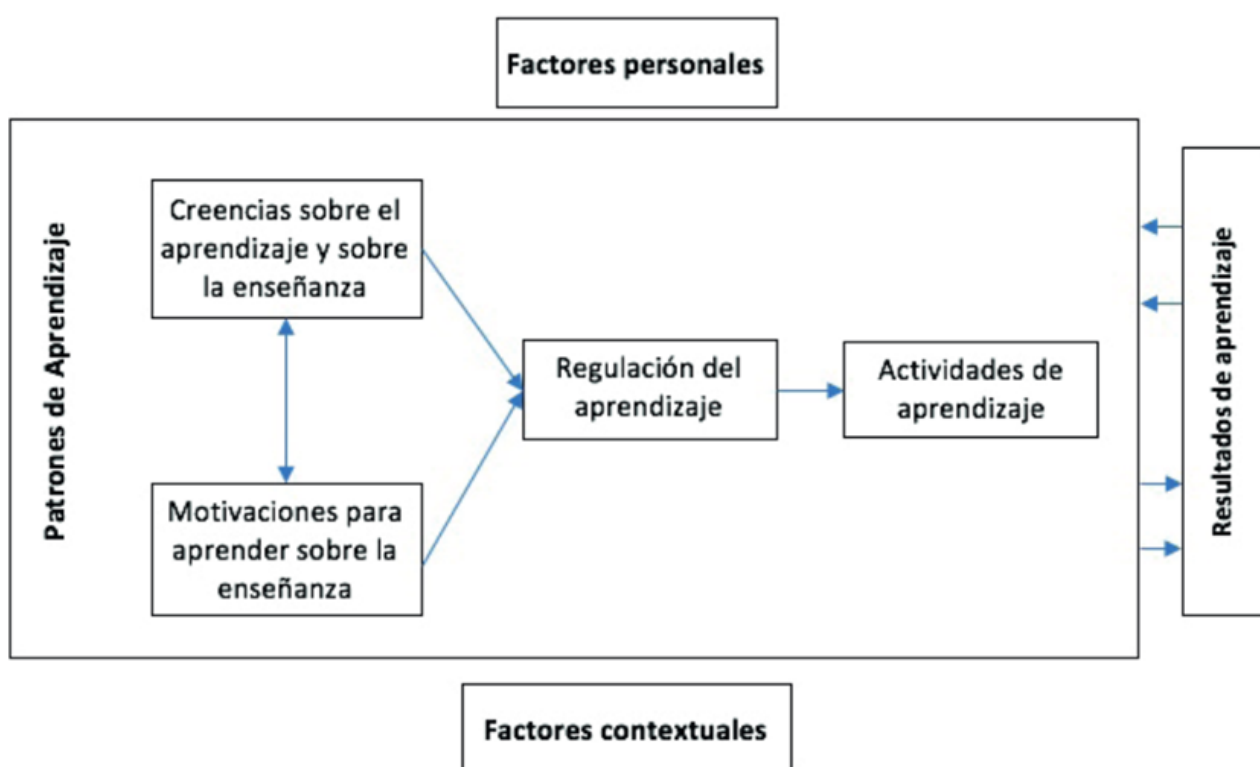 Factores personales
Patrones de Aprendizaje
Creencias sobre el
aprendizaje y sobre
la enseñanza
Motivaciones para
aprender sobre la
enseñanza
Regulación del
aprendizaje
Actividades de
aprendizaje
Resultados de aprendizaje
Factores contextuales